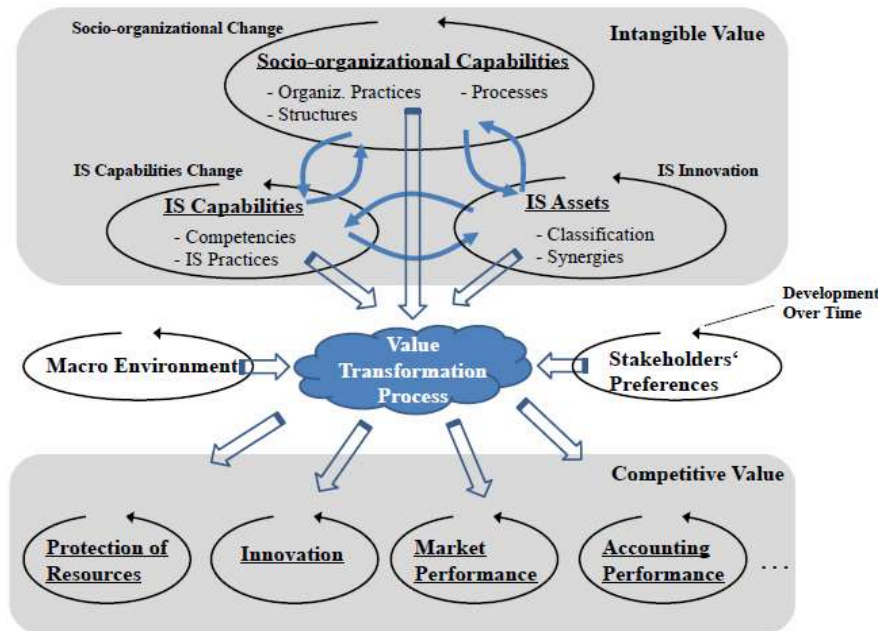 Socio-organizational Change
Intangible Value
Socio-organizational Capabilities
- Organiz. Practices
- Processes
- Structures
IS Capabilities Change
IS Innovation
IS Capabilities
- Competencies
- IS Practices
IS Assets
- Classification
- Synergies
Development
Over Time
Macro Environment
Value
Transformation
Process
Stakeholders‘
Preferences
Competitive Value
Protection of
Resources
Innovation
Market
Performance
Accounting
Performance
. . .